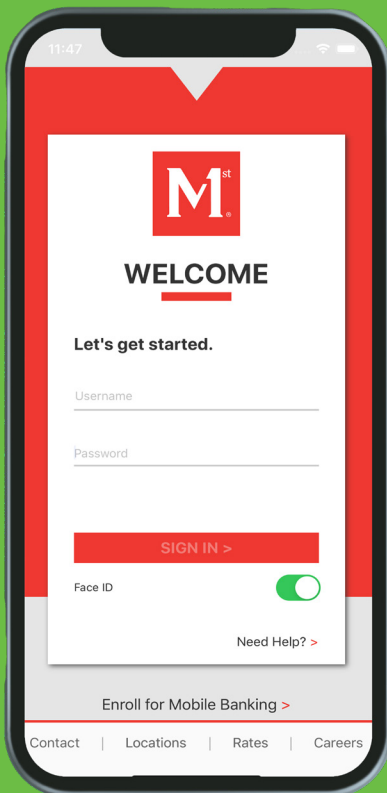 11:47
M1st®
WELCOME
Let's get started.
Username
Password
SIGN IN >
Face ID
Need Help? >
Enroll for Mobile Banking >
Contact | Locations | Rates | Careers